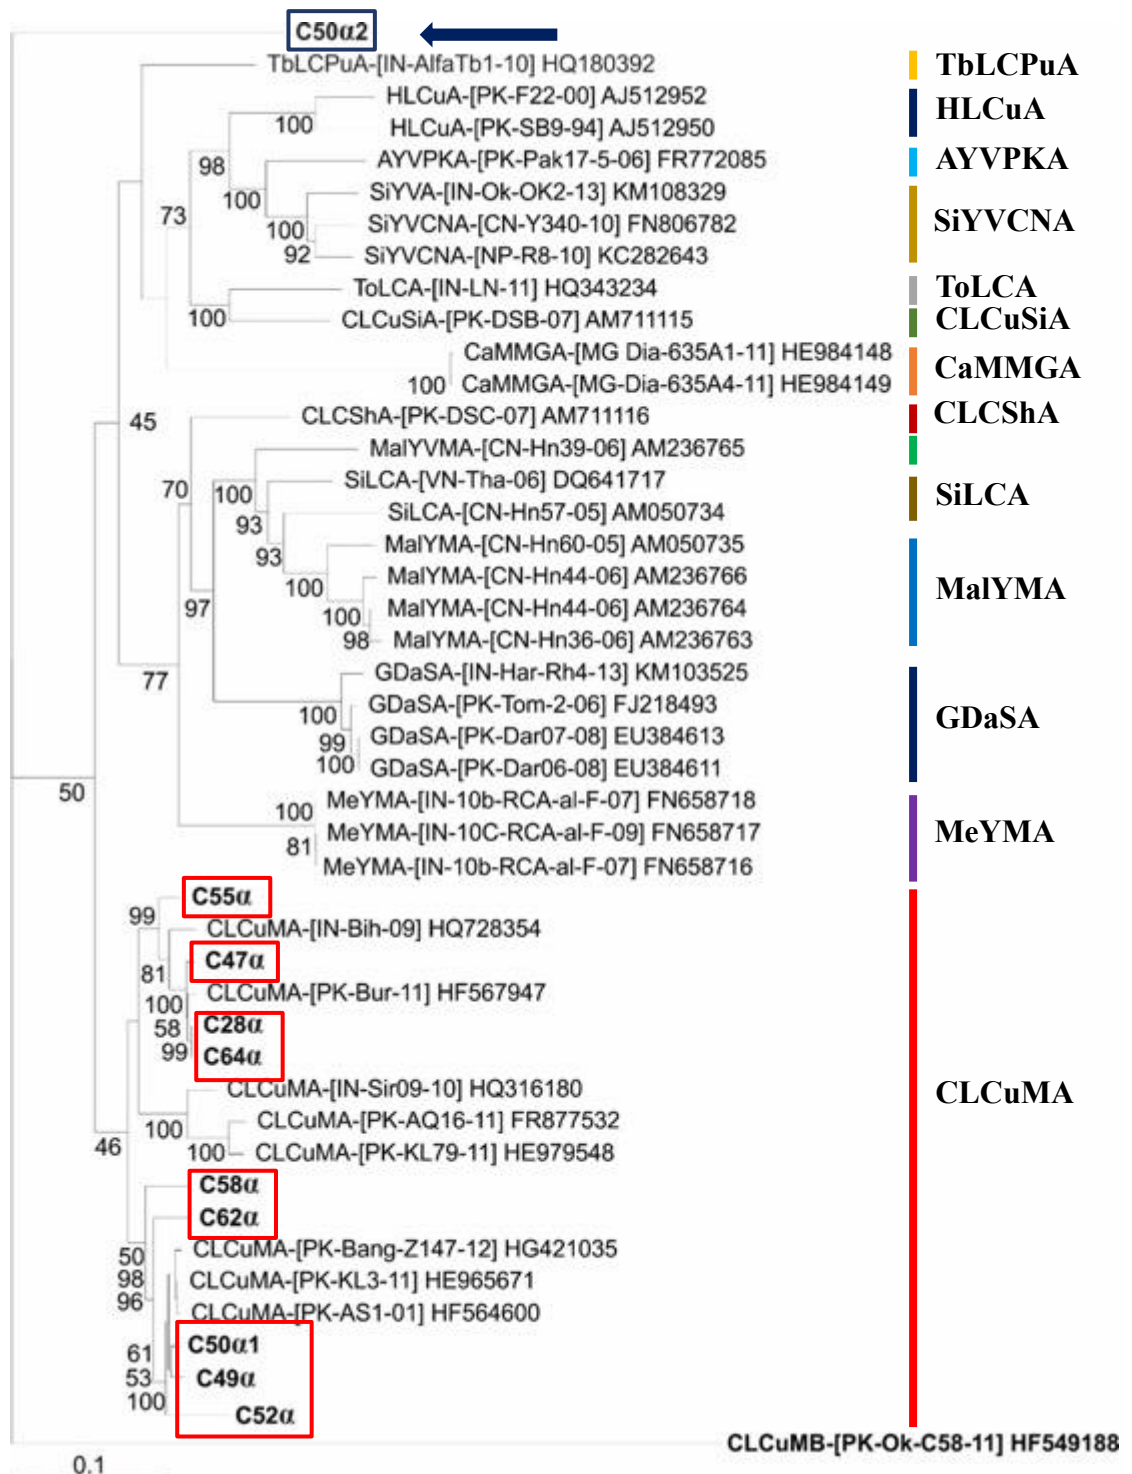 C50α2
TbLCPuA-[IN-AlfaTb1-10] HQ180392
TbLCPuA
HLCuA-[PK-F22-00] AJ512952
HLCuA
100
HLCuA-[PK-SB9-94] AJ512950
98
AYVPKA-[PK-Pak17-5-06] FR772085
AYVPKA
100
SiYVA-[IN-Ok-OK2-13] KM108329
73
SiYVCNA-[CN-Y340-10] FN806782
SiYVCNA
100
92
SiYVCNA-[NP-R8-10] KC282643
ToLCA-[IN-LN-11] HQ343234
ToLCA
100
CLCuSiA-[PK-DSB-07] AM711115
CLCuSiA
CaMMGA-[MG Dia-635A1-11] HE984148
CaMMGA
100
CaMMGA-[MG-Dia-635A4-11] HE984149
45
CLCShA-[PK-DSC-07] AM711116
CLCShA
MalYVMA-[CN-Hn39-06] AM236765
70
100
SiLCA-[VN-Tha-06] DQ641717
SiLCA
93
SiLCA-[CN-Hn57-05] AM050734
93
MalYMA-[CN-Hn60-05] AM050735
100
MalYMA-[CN-Hn44-06] AM236766
MalYMA
97
100
MalYMA-[CN-Hn44-06] AM236764
98
MalYMA-[CN-Hn36-06] AM236763
77
GDaSA-[IN-Har-Rh4-13] KM103525
100
GDaSA-[PK-Tom-2-06] FJ218493
GDaSA
99
GDaSA-[PK-Dar07-08] EU384613
100
GDaSA-[PK-Dar06-08] EU384611
50
100
MeYMA-[IN-10b-RCA-al-F-07] FN658718
81
MeYMA-[IN-10C-RCA-al-F-09] FN658717
MeYMA
MeYMA-[IN-10b-RCA-al-F-07] FN658716
C55α
99
CLCuMA-[IN-Bih-09] HQ728354
81
C47α
100
CLCuMA-[PK-Bur-11] HF567947
58
C28α
99
C64α
CLCuMA-[IN-Sir09-10] HQ316180
CLCuMA
100
CLCuMA-[PK-AQ16-11] FR877532
46
100
CLCuMA-[PK-KL79-11] HE979548
C58α
C62α
50
CLCuMA-[PK-Bang-Z147-12] HG421035
98
CLCuMA-[PK-KL3-11] HE965671
96
CLCuMA-[PK-AS1-01] HF564600
61
C50α1
53
C49α
100
C52α
CLCuMB-[PK-Ok-C58-11] HF549188
0.1